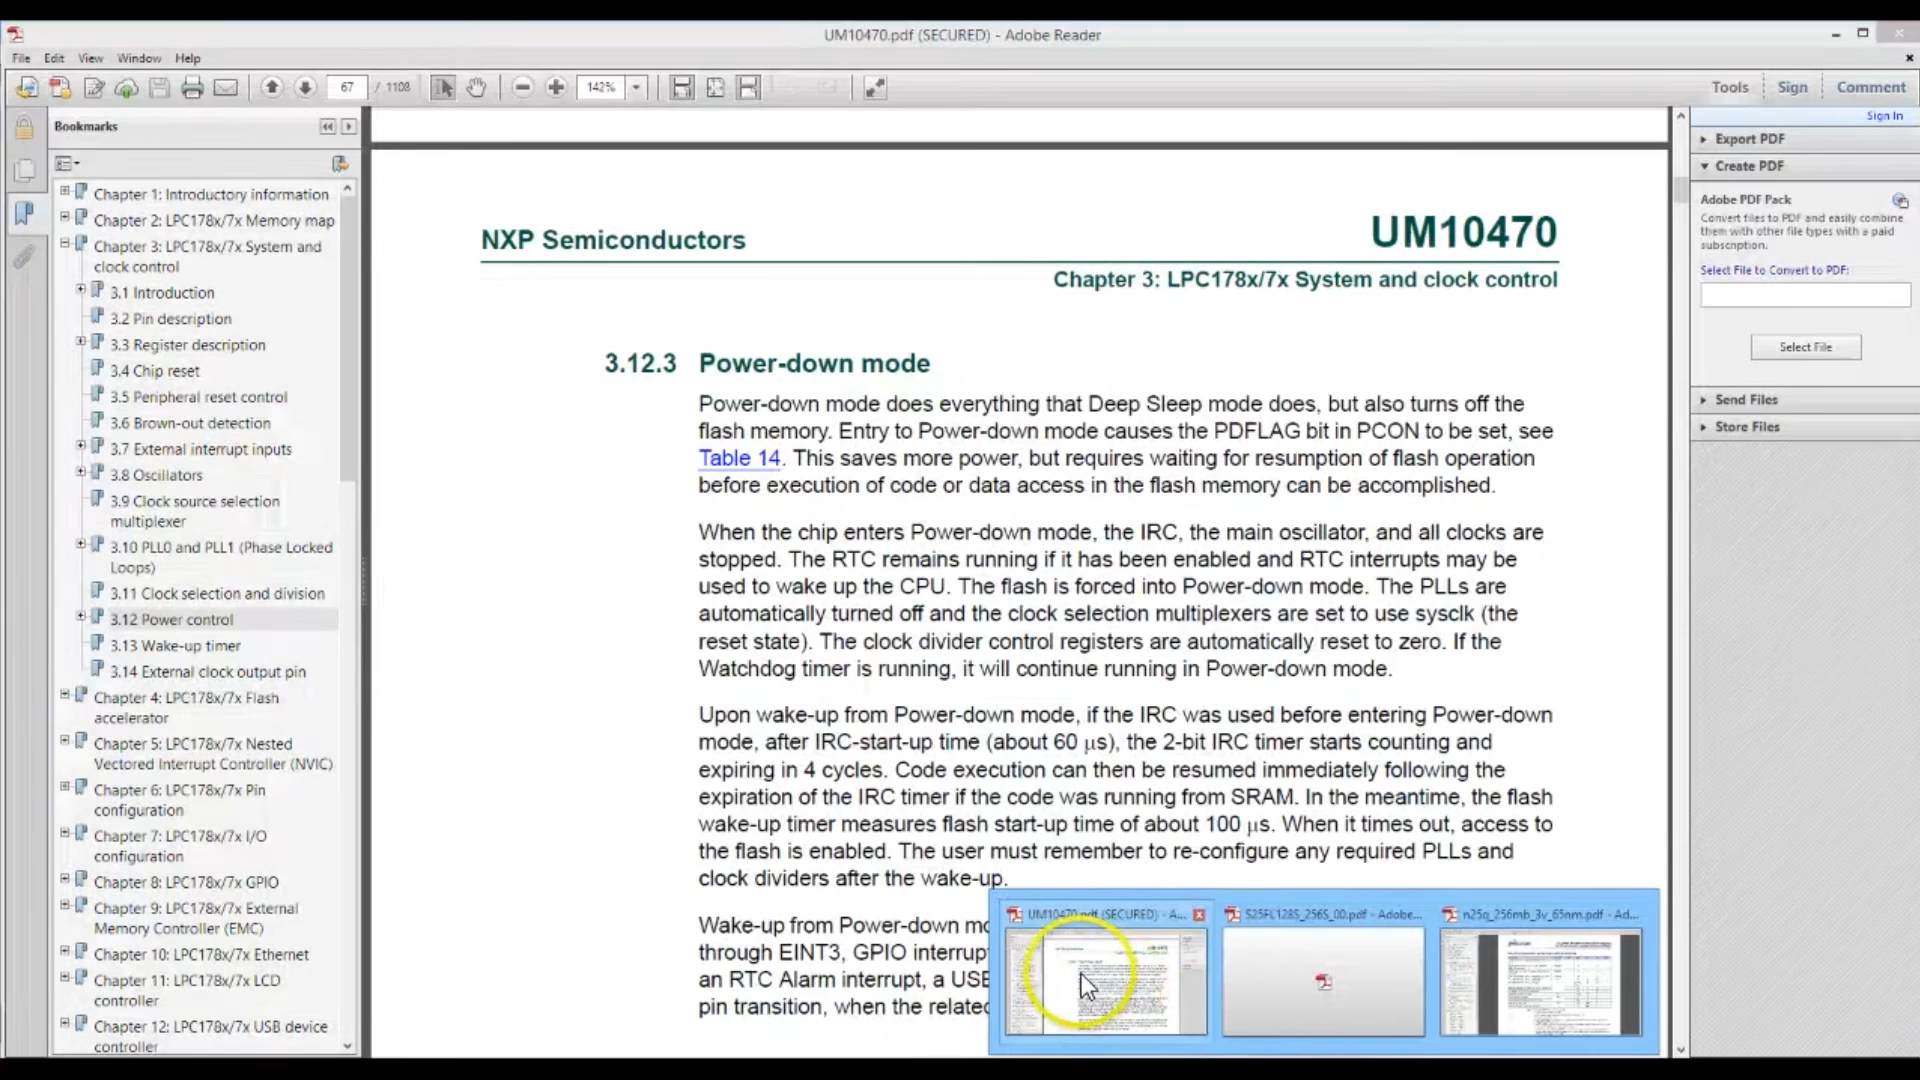 UM10470.pdf (SECURED) - Adobe Reader
File Edit View Window Help
67 / 1108 142% Tools Sign Comment
Bookmarks
Chapter 1: Introductory information
Chapter 2: LPC178x/7x Memory map
Chapter 3: LPC178x/7x System and
clock control
3.1 Introduction
3.2 Pin description
3.3 Register description
3.4 Chip reset
3.5 Peripheral reset control
3.6 Brown-out detection
3.7 External interrupt inputs
3.8 Oscillators
3.9 Clock source selection
multiplexer
3.10 PLL0 and PLL1 (Phase Locked
Loops)
3.11 Clock selection and division
3.12 Power control
3.13 Wake-up timer
3.14 External clock output pin
Chapter 4: LPC178x/7x Flash
accelerator
Chapter 5: LPC178x/7x Nested
Vectored Interrupt Controller (NVIC)
Chapter 6: LPC178x/7x Pin
configuration
Chapter 7: LPC178x/7x I/O
configuration
Chapter 8: LPC178x/7x GPIO
Chapter 9: LPC178x/7x External
Memory Controller (EMC)
Chapter 10: LPC178x/7x Ethernet
Chapter 11: LPC178x/7x LCD
controller
Chapter 12: LPC178x/7x USB device
controller
NXP Semiconductors
UM10470
Chapter 3: LPC178x/7x System and clock control
3.12.3 Power-down mode
Power-down mode does everything that Deep Sleep mode does, but also turns off the
flash memory. Entry to Power-down mode causes the PDFLAG bit in PCON to be set, see
Table 14. This saves more power, but requires waiting for resumption of flash operation
before execution of code or data access in the flash memory can be accomplished.
When the chip enters Power-down mode, the IRC, the main oscillator, and all clocks are
stopped. The RTC remains running if it has been enabled and RTC interrupts may be
used to wake up the CPU. The flash is forced into Power-down mode. The PLLs are
automatically turned off and the clock selection multiplexers are set to use sysclk (the
reset state). The clock divider control registers are automatically reset to zero. If the
Watchdog timer is running, it will continue running in Power-down mode.
Upon wake-up from Power-down mode, if the IRC was used before entering Power-down
mode, after IRC-start-up time (about 60 μs), the 2-bit IRC timer starts counting and
expiring in 4 cycles. Code execution can then be resumed immediately following the
expiration of the IRC timer if the code was running from SRAM. In the meantime, the flash
wake-up timer measures flash start-up time of about 100 μs. When it times out, access to
the flash is enabled. The user must remember to re-configure any required PLLs and
clock dividers after the wake-up.
Wake-up from Power-down mo
through EINT3, GPIO interrupt
an RTC Alarm interrupt, a USB
pin transition, when the related
UM10470.pdf (SECURED) - A...
S25FL128S_256S_00.pdf - Adobe...
n25q_256mb_3v_65nm.pdf - Ad...
Sign In
Export PDF
Create PDF
Adobe PDF Pack
Convert files to PDF and easily combine
them with other file types with a paid
subscription.
Select File to Convert to PDF:
Select File
Send Files
Store Files